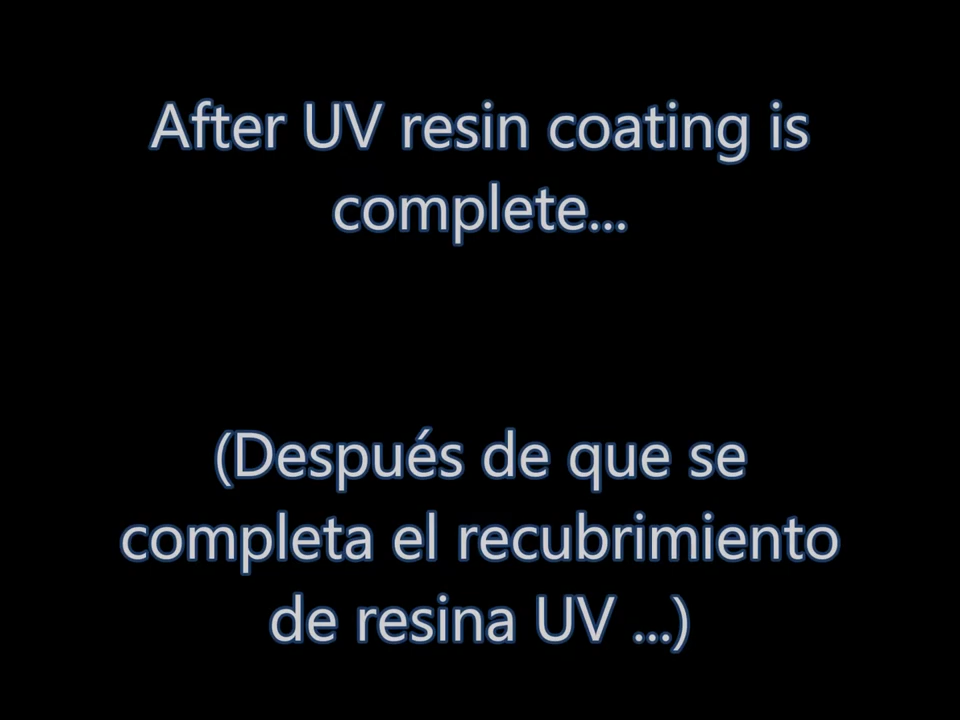 After UV resin coating is
complete...
(Después de que se
completa el recubrimiento
de resina UV ...)